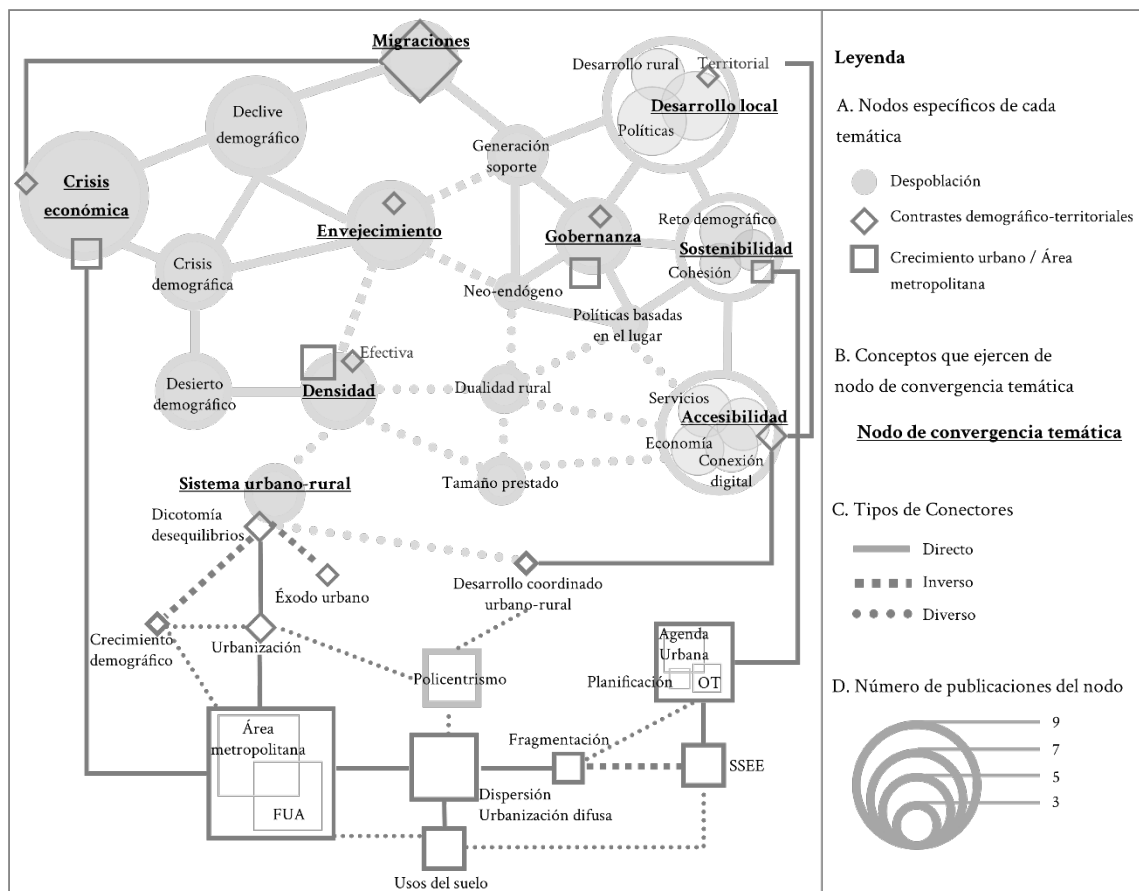 Migraciones
Desarrollo rural
Territorial
Desarrollo local
Políticas
Declive
demográfico
Generación
soporte
Crisis
económica
Envejecimiento
Gobernanza
Reto demográfico
Sostenibilidad
Cohesión
Crisis
demográfica
Neo-endógeno
Políticas basadas
en el lugar
Efectiva
Desierto
demográfico
Densidad
Dualidad rural
Servicios
Accesibilidad
Economía
Conexión
digital
Sistema urbano-rural
Tamaño prestado
Dicotomía
desequilibrios
Éxodo urbano
Desarrollo coordinado
urbano-rural
Crecimiento
demográfico
Urbanización
Policentrismo
Agenda
Urbana
Planificación
OT
Área
metropolitana
FUA
Fragmentación
SSEE
Dispersión
Urbanización difusa
Usos del suelo
Leyenda
A. Nodos específicos de cada
temática
Despoblación
Contrastes demográfico-territoriales
Crecimiento urbano / Área
metropolitana
B. Conceptos que ejercen de
nodo de convergencia temática
Nodo de convergencia temática
C. Tipos de Conectores
Directo
Inverso
Diverso
D. Número de publicaciones del nodo
9
7
5
3